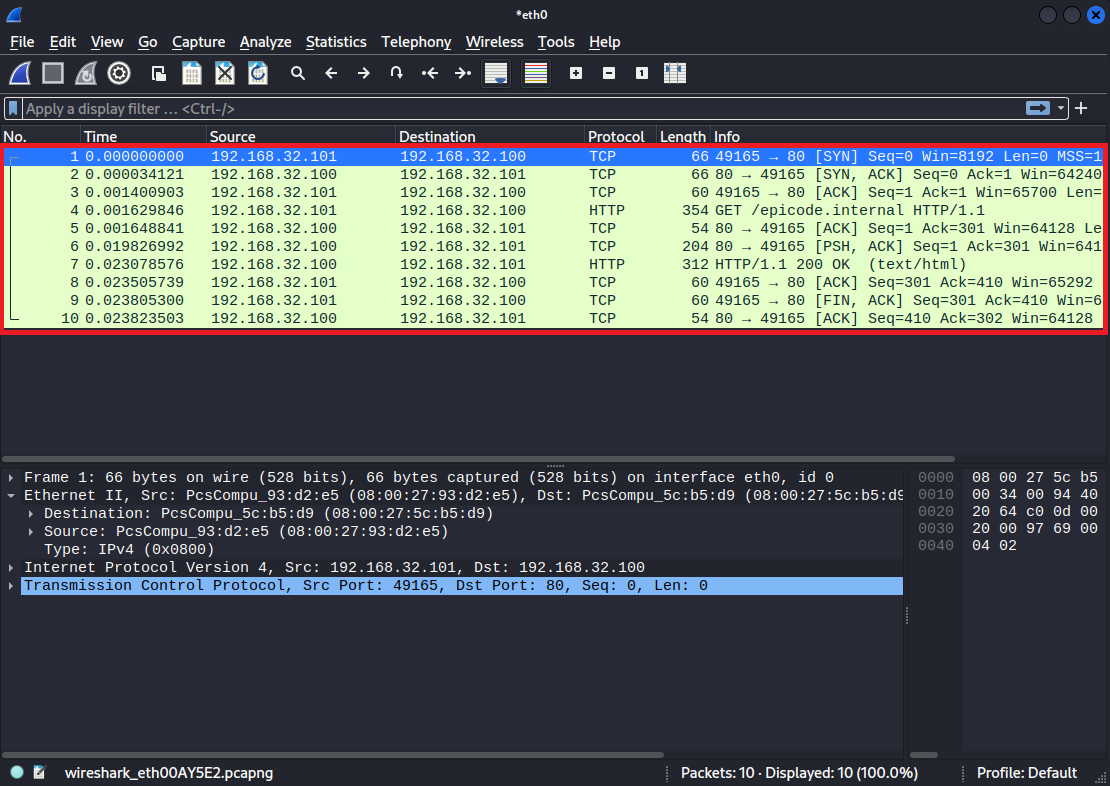 *eth0
File Edit View Go Capture Analyze Statistics Telephony Wireless Tools Help
Apply a display filter … <Ctrl-/>
No. Time Source Destination Protocol Length Info
1 0.000000000 192.168.32.101 192.168.32.100 TCP 66 49165 → 80 [SYN] Seq=0 Win=8192 Len=0 MSS=1
2 0.000034121 192.168.32.100 192.168.32.101 TCP 66 80 → 49165 [SYN, ACK] Seq=0 Ack=1 Win=64240
3 0.001400903 192.168.32.101 192.168.32.100 TCP 60 49165 → 80 [ACK] Seq=1 Ack=1 Win=65700 Len=
4 0.001629846 192.168.32.101 192.168.32.100 HTTP 354 GET /epicode.internal HTTP/1.1
5 0.001648841 192.168.32.100 192.168.32.101 TCP 54 80 → 49165 [ACK] Seq=1 Ack=301 Win=64128 Le
6 0.019826992 192.168.32.100 192.168.32.101 TCP 204 80 → 49165 [PSH, ACK] Seq=1 Ack=301 Win=641
7 0.023078576 192.168.32.100 192.168.32.101 HTTP 312 HTTP/1.1 200 OK (text/html)
8 0.023505739 192.168.32.101 192.168.32.100 TCP 60 49165 → 80 [ACK] Seq=301 Ack=410 Win=65292
9 0.023805300 192.168.32.101 192.168.32.100 TCP 60 49165 → 80 [FIN, ACK] Seq=301 Ack=410 Win=6
10 0.023823503 192.168.32.100 192.168.32.101 TCP 54 80 → 49165 [ACK] Seq=410 Ack=302 Win=64128
Frame 1: 66 bytes on wire (528 bits), 66 bytes captured (528 bits) on interface eth0, id 0
Ethernet II, Src: PcsCompu_93:d2:e5 (08:00:27:93:d2:e5), Dst: PcsCompu_5c:b5:d9 (08:00:27:5c:b5:d9
Destination: PcsCompu_5c:b5:d9 (08:00:27:5c:b5:d9)
Source: PcsCompu_93:d2:e5 (08:00:27:93:d2:e5)
Type: IPv4 (0x0800)
Internet Protocol Version 4, Src: 192.168.32.101, Dst: 192.168.32.100
Transmission Control Protocol, Src Port: 49165, Dst Port: 80, Seq: 0, Len: 0
0000 08 00 27 5c b5
0010 00 34 00 94 40
0020 20 64 c0 0d 00
0030 20 00 97 69 00
0040 04 02
wireshark_eth00AY5E2.pcapng
Packets: 10 · Displayed: 10 (100.0%)
Profile: Default